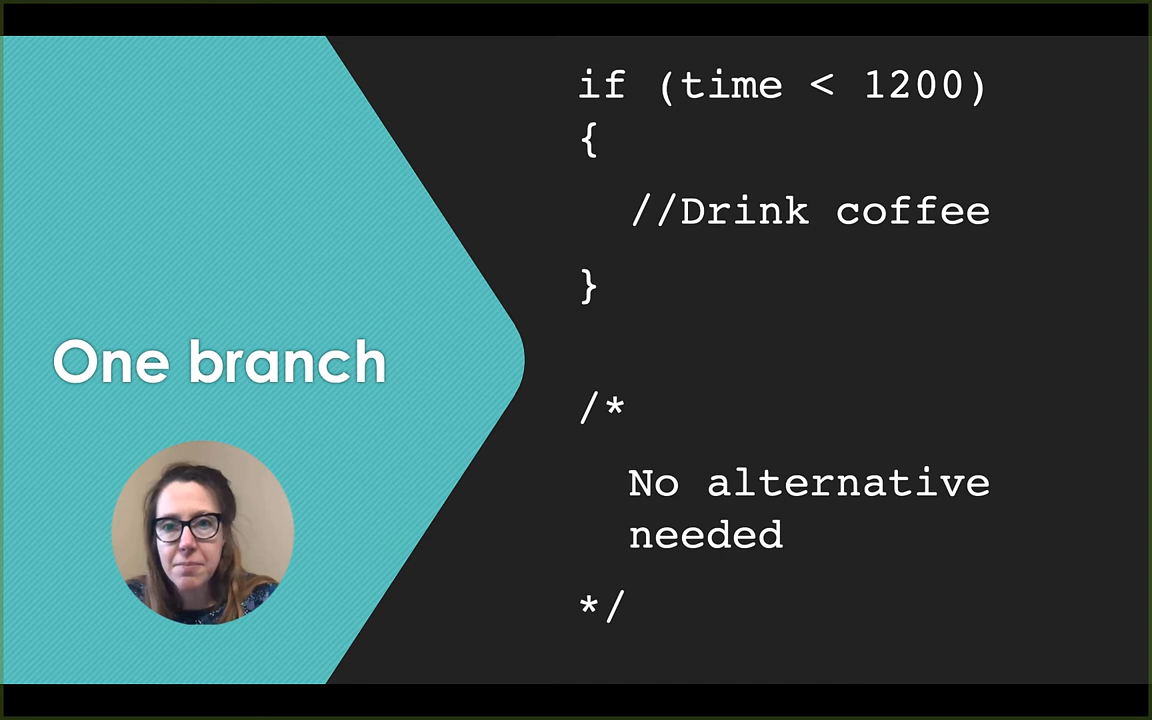 One branch
if (time < 1200)
{
//Drink coffee
}
/*
No alternative
needed
*/